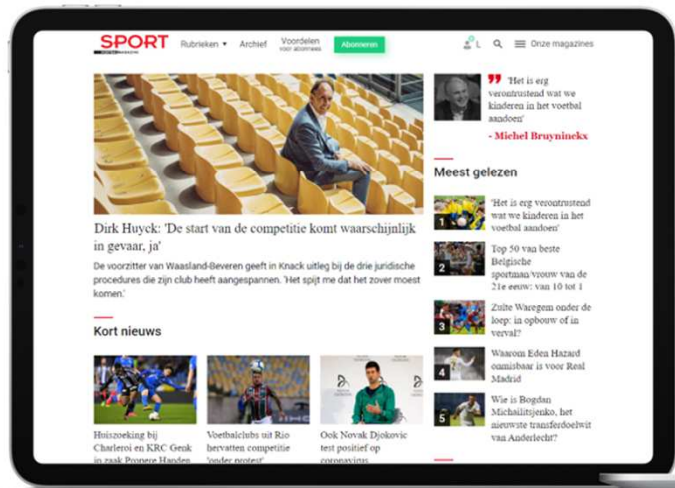 SPORT
Rubrieken
Archief
Voordelen
voor abonnees
Abonneren
L
Onze magazines
Dirk Huyck: 'De start van de competitie komt waarschijnlijk
in gevaar, ja'
De voorzitter van Waasland-Beveren geeft in Knack uitleg bij de drie juridische
procedures die zijn club heeft aangespannen. 'Het spijt me dat het zover moest
komen.'
Kort nieuws
Huiszoeking bij
Charleroi en KRC Genk
in zaak Propere Handen
Voetbalclubs uit Rio
hervatten competitie
'onder protest'
Ook Novak Djokovic
test positief op
coronavirus
'Het is erg
verontrustend wat we
kinderen in het voetbal
aandoen'
- Michel Bruyninckx
Meest gelezen
1
'Het is erg verontrustend
wat we kinderen in het
voetbal aandoen'
2
Top 50 van beste
Belgische
sportman/vrouw van de
21e eeuw: van 10 tot 1
3
Zulte Waregem onder de
loep: in opbouw of in
verval?
4
Waarom Eden Hazard
onmisbaar is voor Real
Madrid
5
Wie is Bogdan
Michailitsjenko, het
nieuwste transferdoelwit
van Anderlecht?